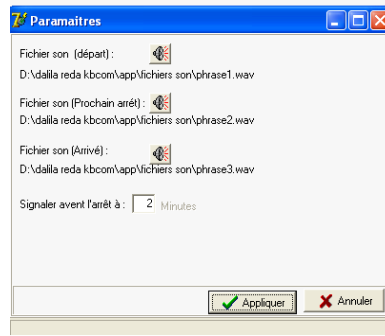 Paramaitres
Fichier son (départ) :
D:\dalila reda kbcom\app\fichiers son\phrase1.wav
Fichier son (Prochain arrét) :
D:\dalila reda kbcom\app\fichiers son\phrase2.wav
Fichier son (Arrivé) :
D:\dalila reda kbcom\app\fichiers son\phrase3.wav
Signaler avent l'arrêt à : 2 Minutes
Appliquer Annuler